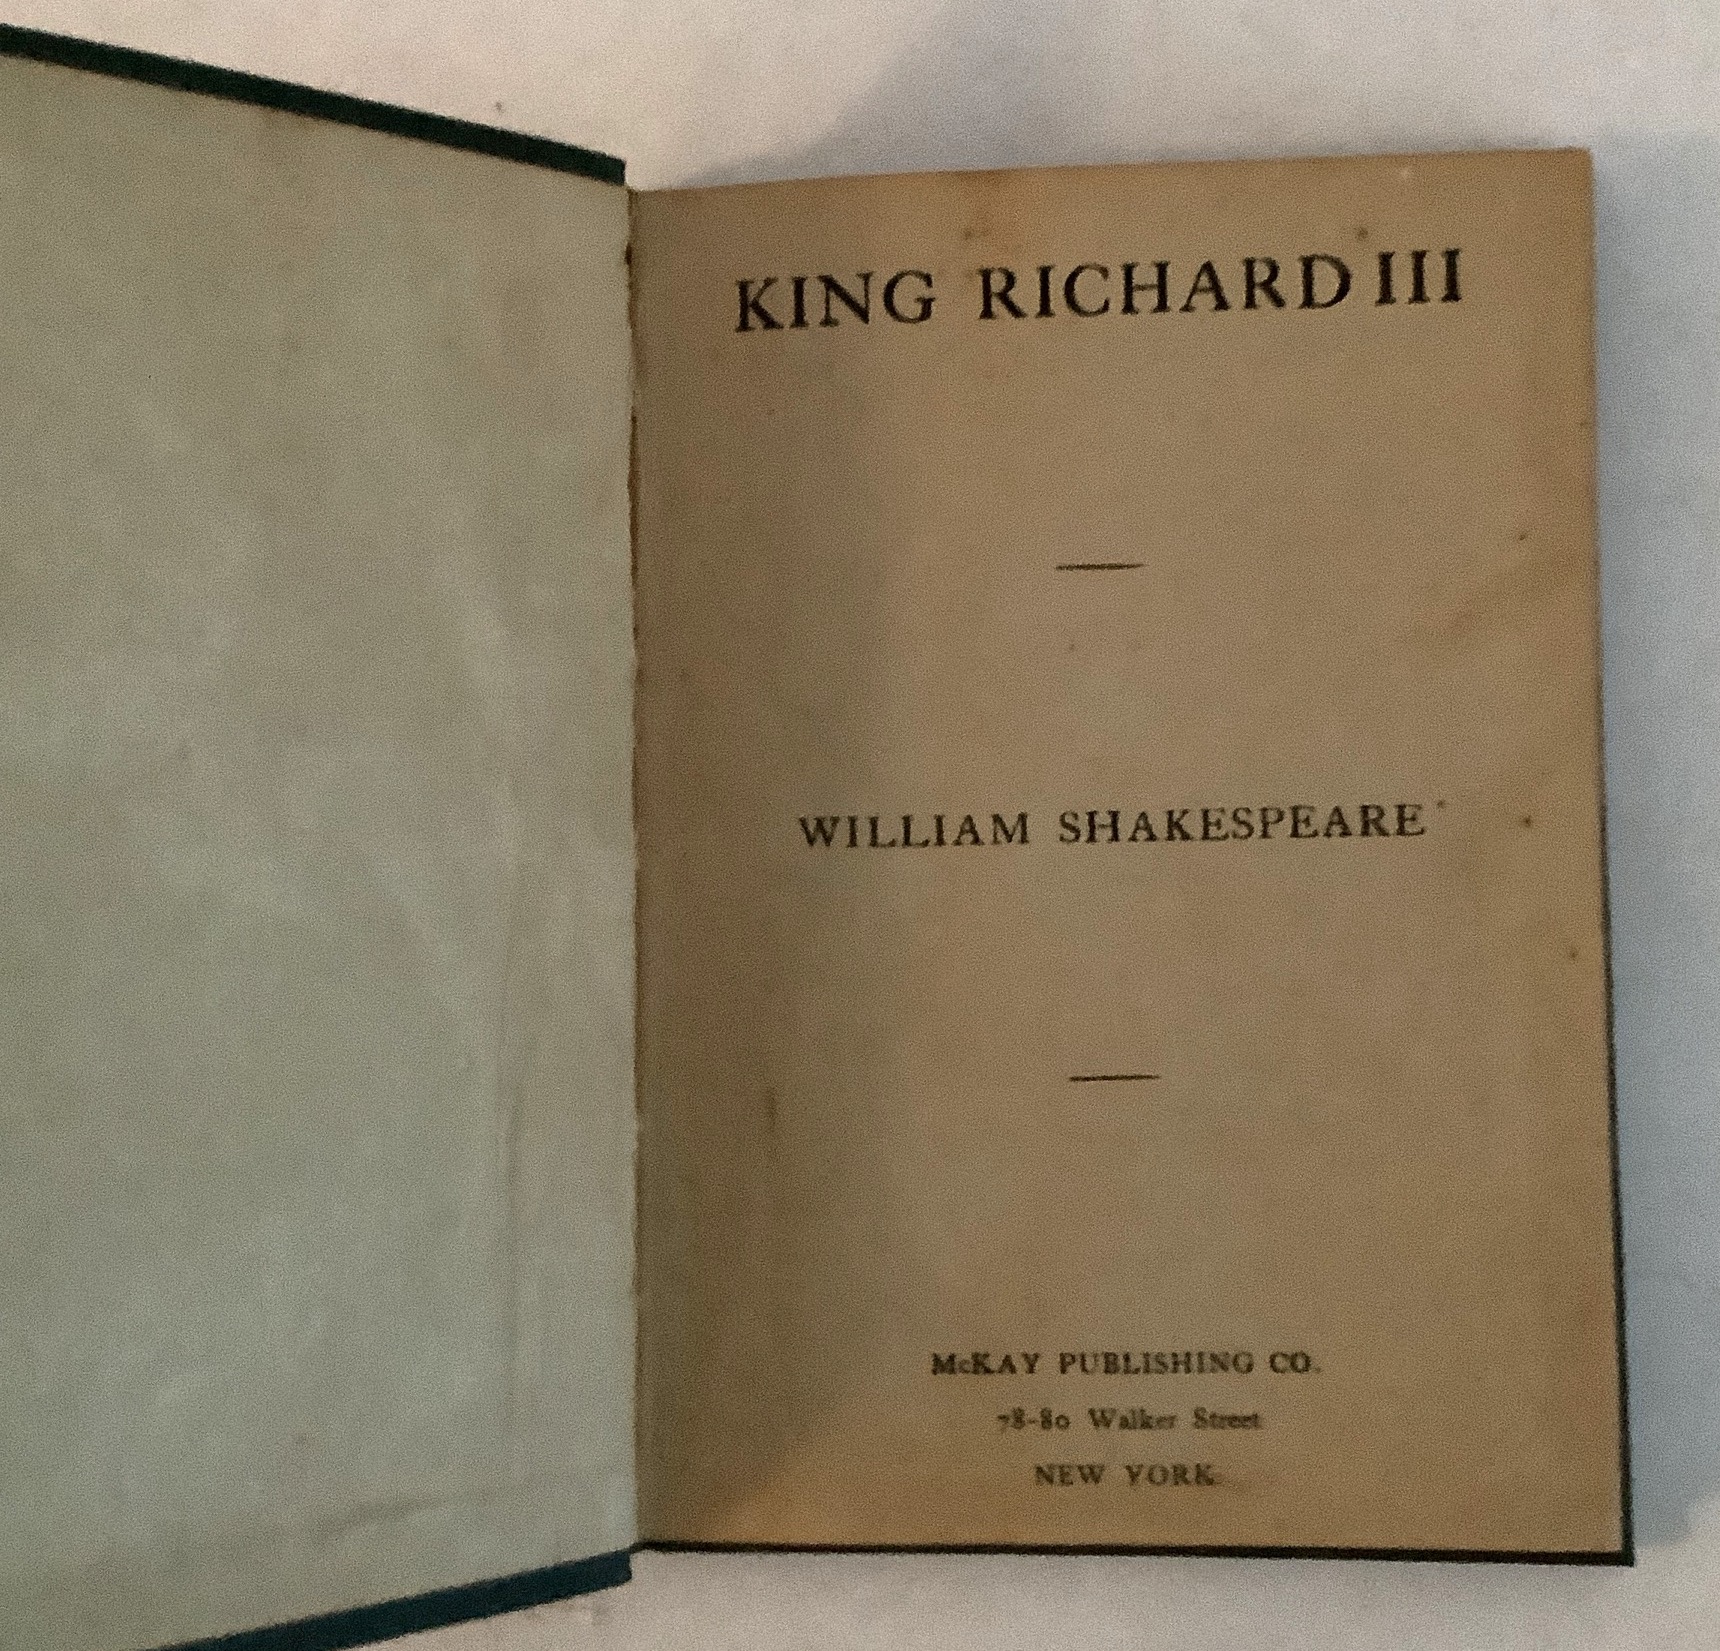 KING RICHARD III
WILLIAM SHAKESPEARE
McKAY PUBLISHING CO.
78-80 Walker Street
NEW YORK